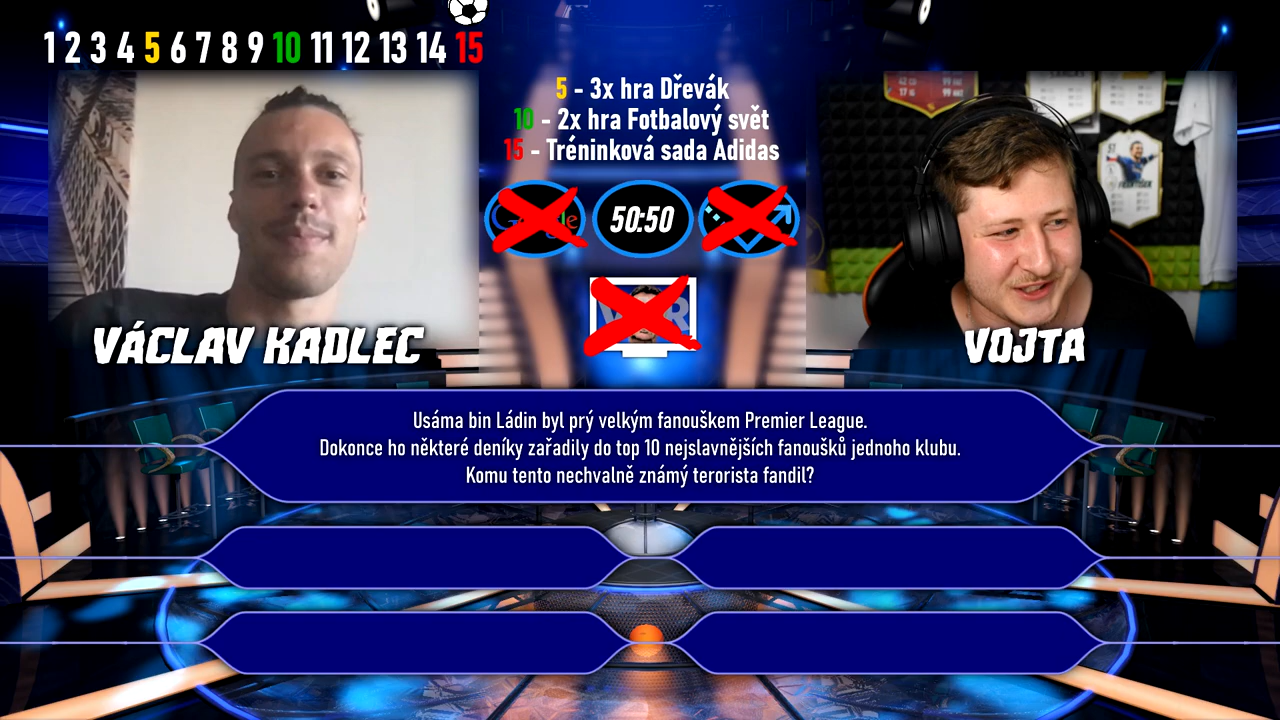 1 2 3 4 5 6 7 8 9 10 11 12 13 14 15
5 - 3x hra Dřevák
10 - 2x hra Fotbalový svět
15 - Tréninková sada Adidas
Google
50:50
VÁCLAV KADLEC
VOJTA
Usáma bin Ládin byl prý velkým fanouškem Premier League.
Dokonce ho některé deníky zařadily do top 10 nejslavnějších fanoušků jednoho klubu.
Komu tento nechvalně známý terorista fandil?